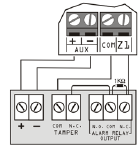 + − COM Z1
AUX
1KΩ
+ − COM N.C. N.O. COM N.C.
TAMPER ALARM RELAY-
OUTPUT